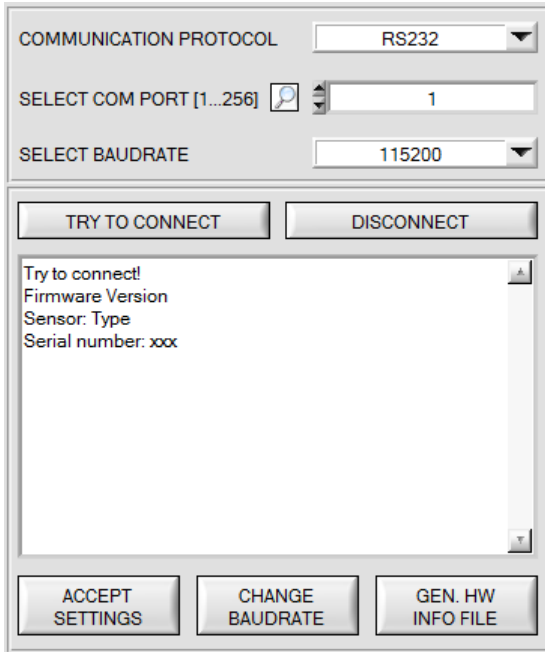 COMMUNICATION PROTOCOL RS232
SELECT COM PORT [1...256] 1
SELECT BAUDRATE 115200
TRY TO CONNECT DISCONNECT
Try to connect!
Firmware Version
Sensor: Type
Serial number: xxx
ACCEPT SETTINGS
CHANGE BAUDRATE
GEN. HW INFO FILE